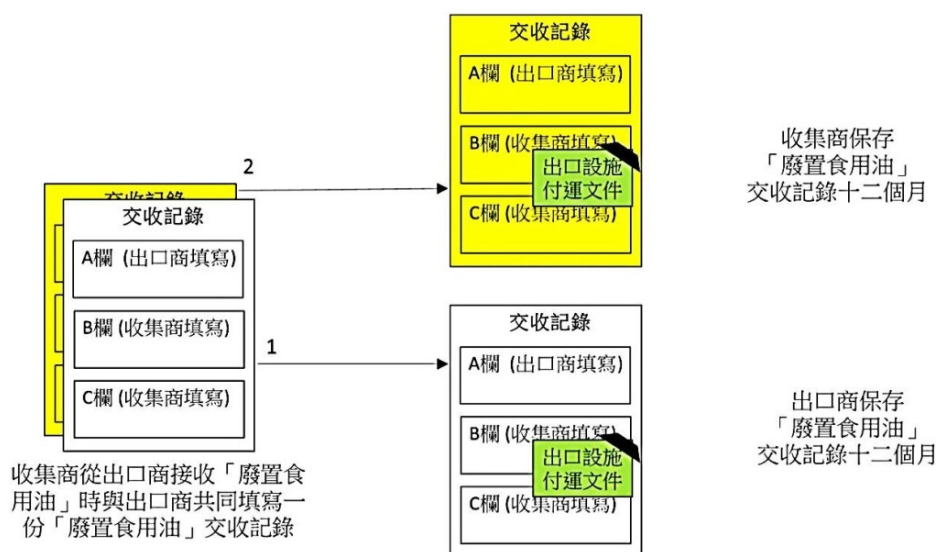 交收記錄
A欄 (出口商填寫)
B欄 (收集商填寫)
出口設施
付運文件
C欄 (收集商填寫)
收集商保存
「廢置食用油」
交收記錄十二個月
2
交收記錄
交收記錄
A欄 (出口商填寫)
B欄 (收集商填寫)
C欄 (收集商填寫)
1
收集商從出口商接收「廢置食
用油」時與出口商共同填寫一
份「廢置食用油」交收記錄
交收記錄
A欄 (出口商填寫)
B欄 (收集商填寫)
出口設施
付運文件
C欄 (收集商填寫)
出口商保存
「廢置食用油」
交收記錄十二個月